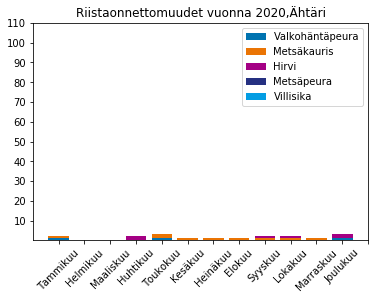 Riistaonnettomuudet vuonna 2020,Ähtäri
110
100
90
80
70
60
50
40
30
20
10
Valkohäntäpeura
Metsäkauris
Hirvi
Metsäpeura
Villisika
Tammikuu
Helmikuu
Maaliskuu
Huhtikuu
Toukokuu
Kesäkuu
Heinäkuu
Elokuu
Syyskuu
Lokakuu
Marraskuu
Joulukuu